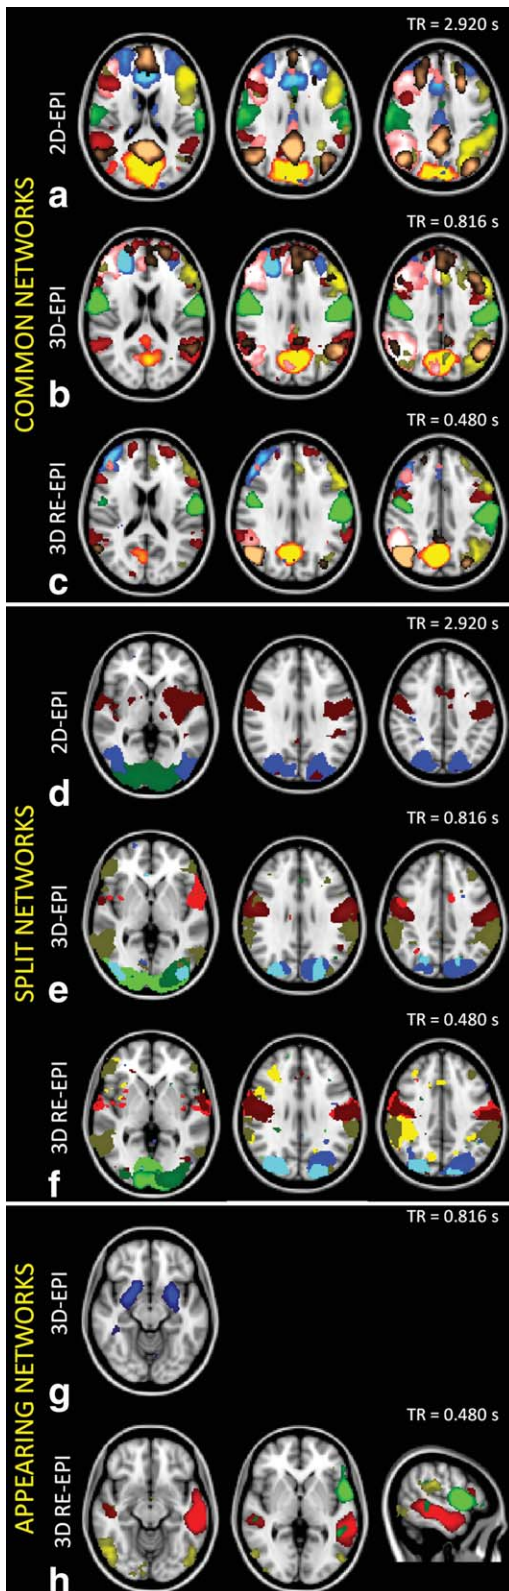 COMMON NETWORKS
TR = 2.920 s
2D-EPI
a
TR = 0.816 s
3D-EPI
b
TR = 0.480 s
3D RE-EPI
c
SPLIT NETWORKS
TR = 2.920 s
2D-EPI
d
TR = 0.816 s
3D-EPI
e
TR = 0.480 s
3D RE-EPI
f
APPEARING NETWORKS
TR = 0.816 s
3D-EPI
g
TR = 0.480 s
3D RE-EPI
h